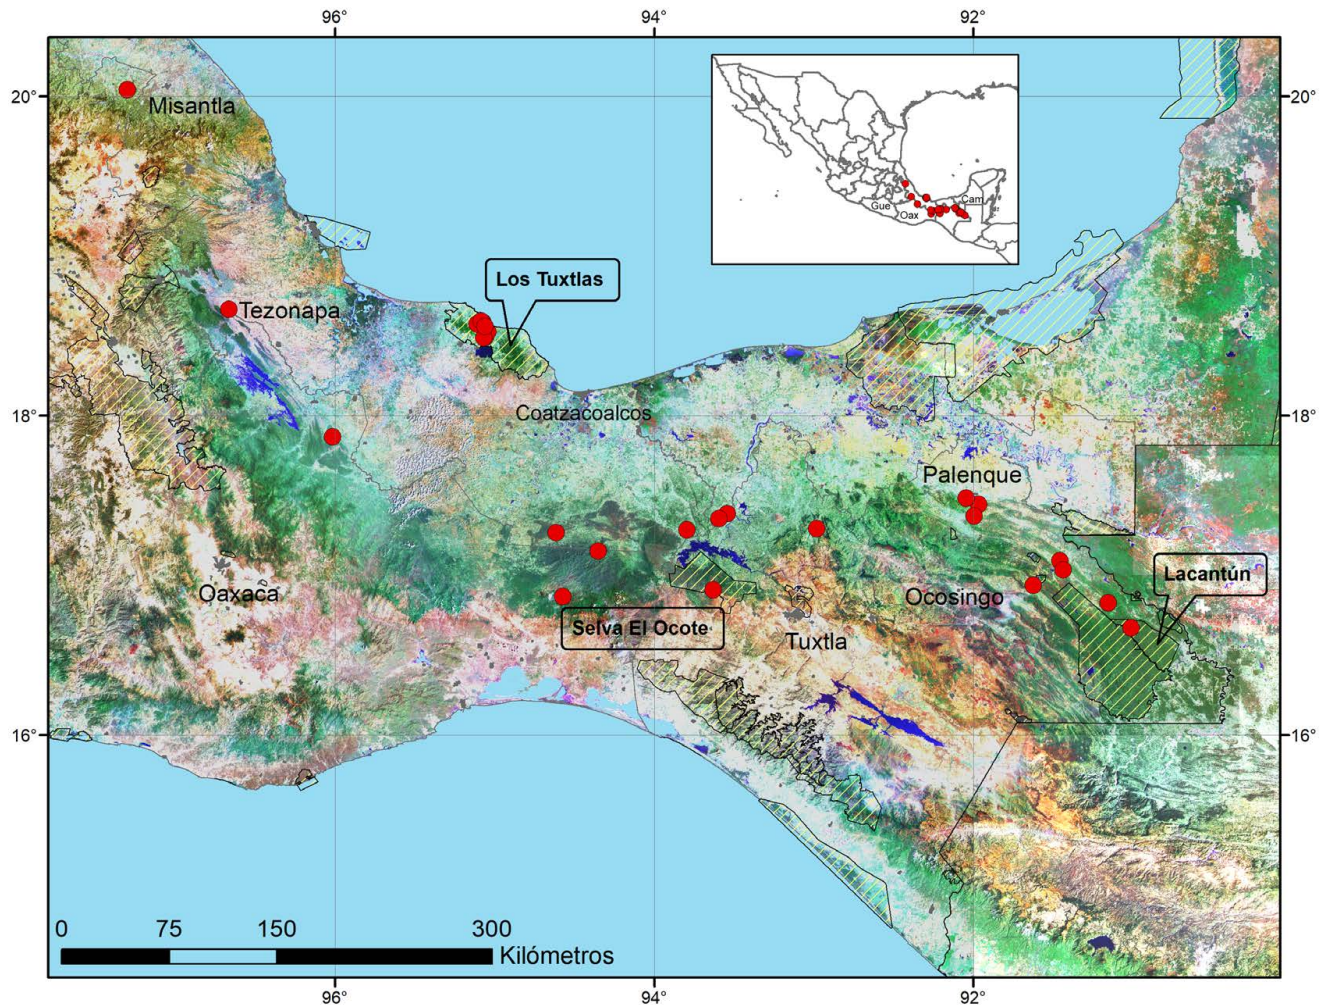 96°
94°
92°
20°
20°
Misantla
Gue
Oax
Cam
Los Tuxtlas
Tezonapa
18°
Coatzacoalcos
18°
Palenque
Lacantún
Oaxaca
Ocosingo
Selva El Ocote
Tuxtla
16°
16°
0 75 150 300
Kilómetros
96°
94°
92°